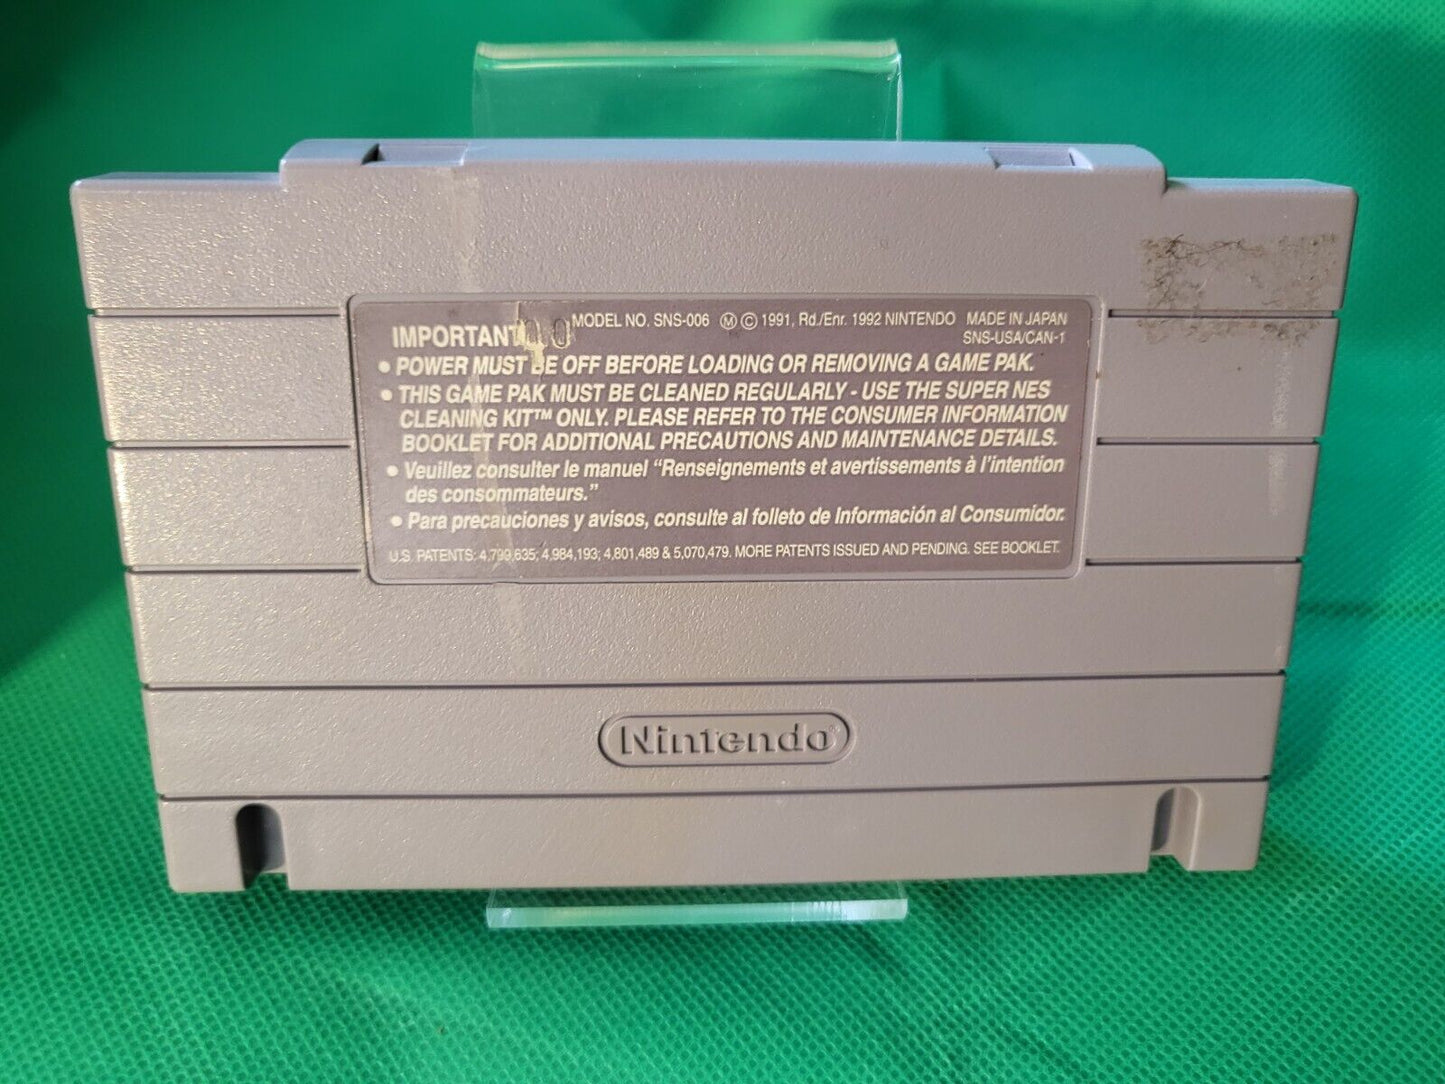 IMPORTANT 00 MODEL NO. SNS-006 Ⓜ © 1991, Rd./Enr. 1992 NINTENDO MADE IN JAPAN
SNS-USA/CAN-1
• POWER MUST BE OFF BEFORE LOADING OR REMOVING A GAME PAK.
• THIS GAME PAK MUST BE CLEANED REGULARLY - USE THE SUPER NES
CLEANING KIT™ ONLY. PLEASE REFER TO THE CONSUMER INFORMATION
BOOKLET FOR ADDITIONAL PRECAUTIONS AND MAINTENANCE DETAILS.
• Veuillez consulter le manuel “Renseignements et avertissements à l’intention
des consommateurs.”
• Para precauciones y avisos, consulte al folleto de Información al Consumidor.
U.S. PATENTS: 4,799,635; 4,984,193; 4,801,489 & 5,070,479. MORE PATENTS ISSUED AND PENDING. SEE BOOKLET.
Nintendo®